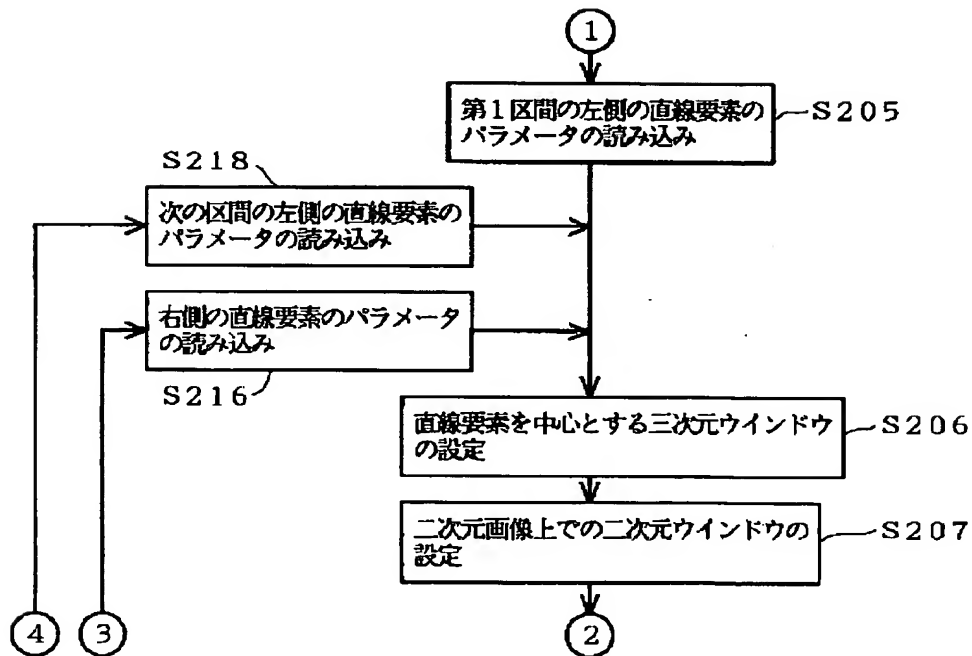 1
第1区間の左側の直線要素の
パラメータの読み込み
S205
S218
次の区間の左側の直線要素の
パラメータの読み込み
右側の直線要素のパラメータ
の読み込み
S216
直線要素を中心とする三次元ウインドウ
の設定
S206
二次元画像上での二次元ウインドウの
設定
S207
4
3
2